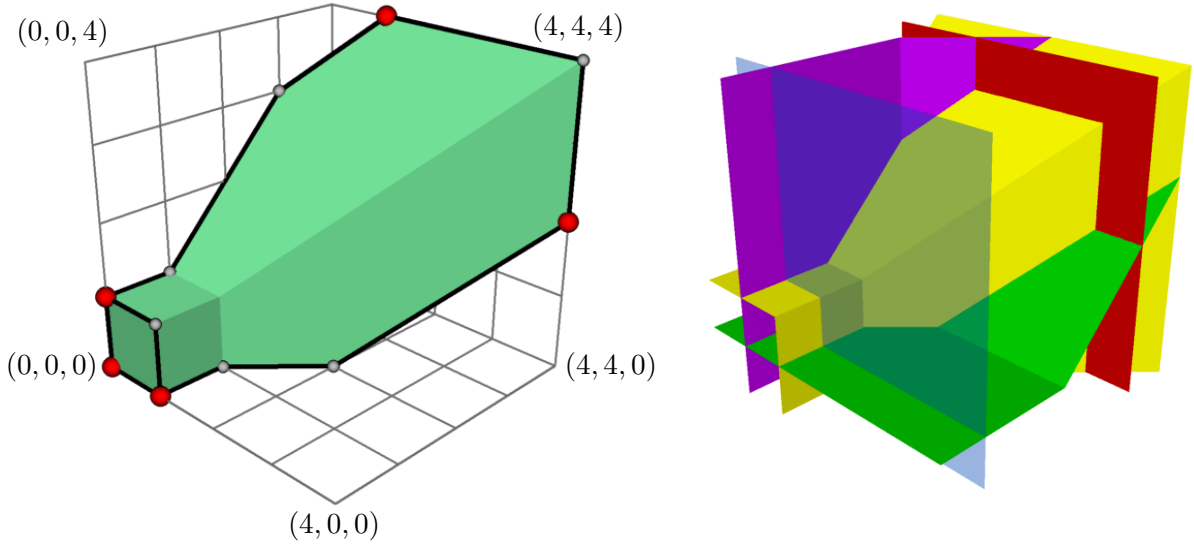 (0, 0, 4)
(4, 4, 4)
(0, 0, 0)
(4, 4, 0)
(4, 0, 0)